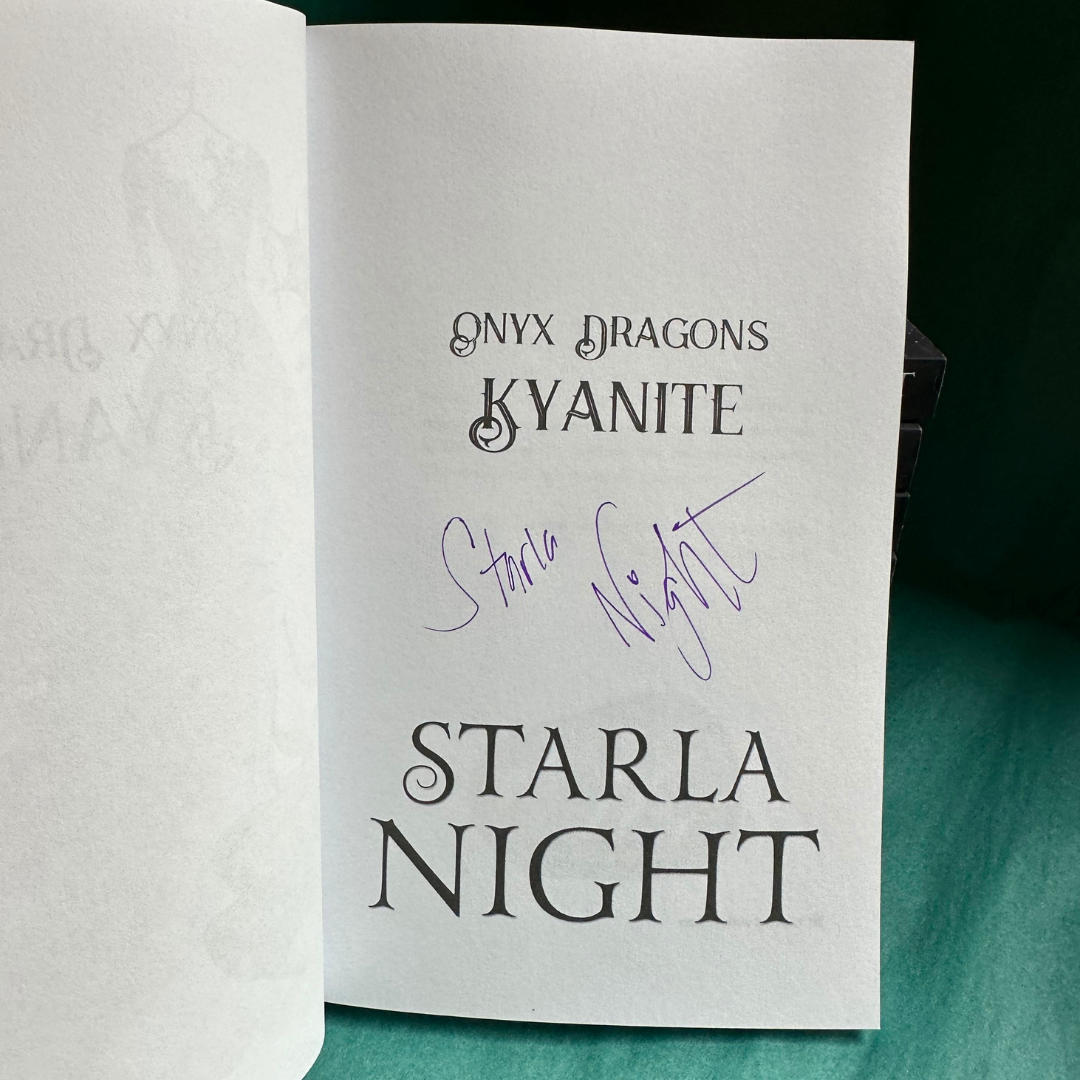 Onyx Dragons
Kyanite
Starla Night
Starla
Night